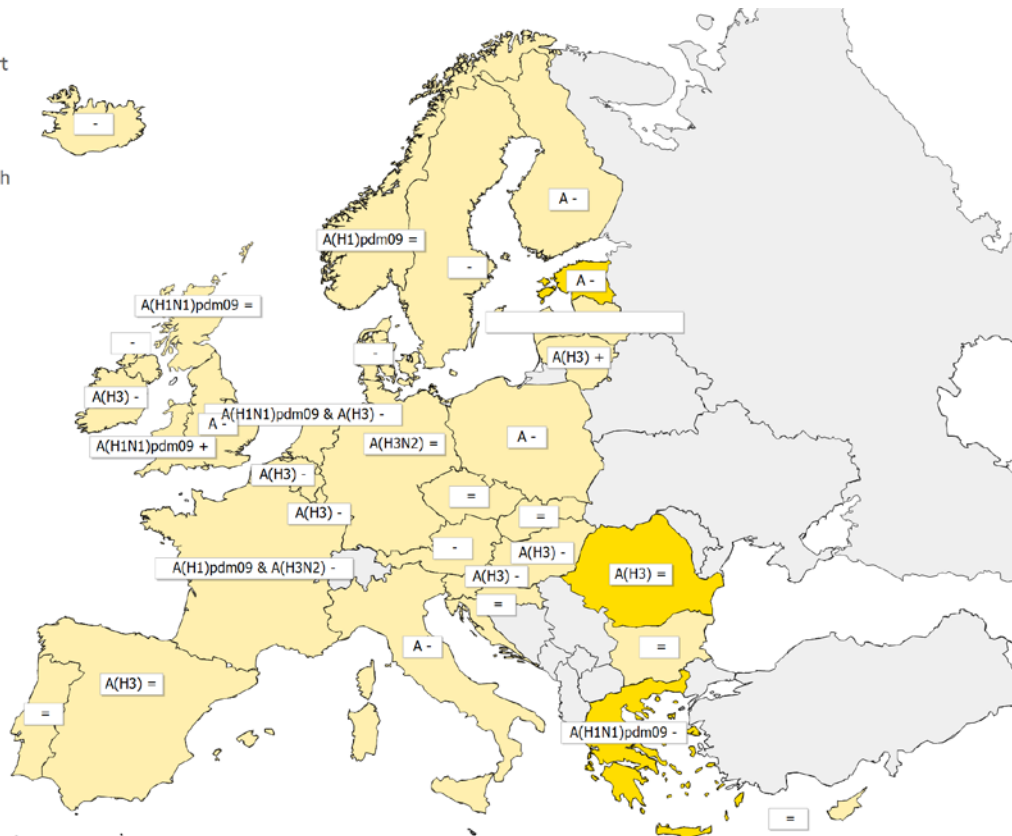 t
-
h
A -
A(H1)pdm09 =
-
A -
A(H1N1)pdm09 =
-
-
A(H3) +
A(H3) -
A(H1N1)pdm09 & A(H3) -
A -
A(H1N1)pdm09 +
A(H3N2) =
A -
A(H3) -
=
A(H3) -
=
-
A(H3) -
A(H1)pdm09 & A(H3N2) -
A(H3) -
A(H3) =
=
A -
=
A(H3) =
=
A(H1N1)pdm09 -
=